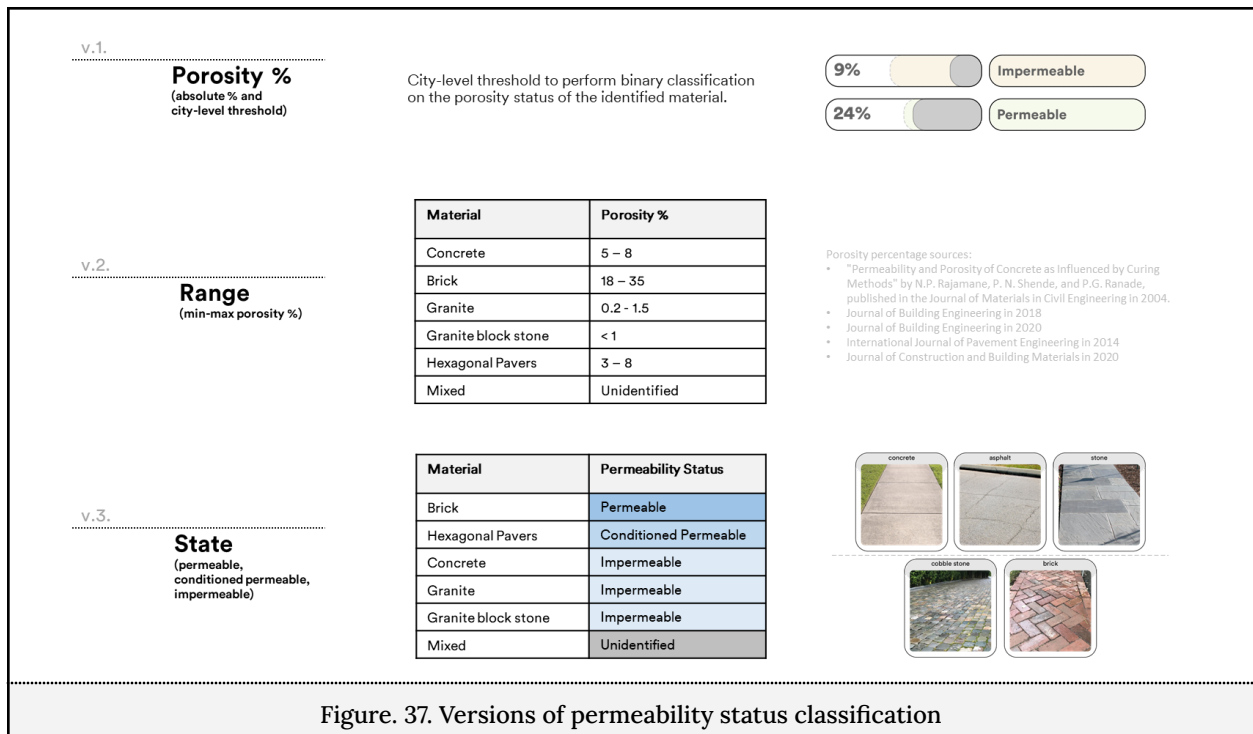 v.1.
Porosity %
(absolute % and
city-level threshold)
City-level threshold to perform binary classification
on the porosity status of the identified material.
9% Impermeable
24% Permeable
v.2.
Range
(min-max porosity %)
Material Porosity %
Concrete 5 – 8
Brick 18 – 35
Granite 0.2 - 1.5
Granite block stone < 1
Hexagonal Pavers 3 – 8
Mixed Unidentified
Porosity percentage sources:
• "Permeability and Porosity of Concrete as Influenced by Curing
Methods" by N.P. Rajamane, P. N. Shende, and P.G. Ranade,
published in the Journal of Materials in Civil Engineering in 2004.
• Journal of Building Engineering in 2018
• Journal of Building Engineering in 2020
• International Journal of Pavement Engineering in 2014
• Journal of Construction and Building Materials in 2020
v.3.
State
(permeable,
conditioned permeable,
impermeable)
Material Permeability Status
Brick Permeable
Hexagonal Pavers Conditioned Permeable
Concrete Impermeable
Granite Impermeable
Granite block stone Impermeable
Mixed Unidentified
concrete asphalt stone
cobble stone brick
Figure. 37. Versions of permeability status classification